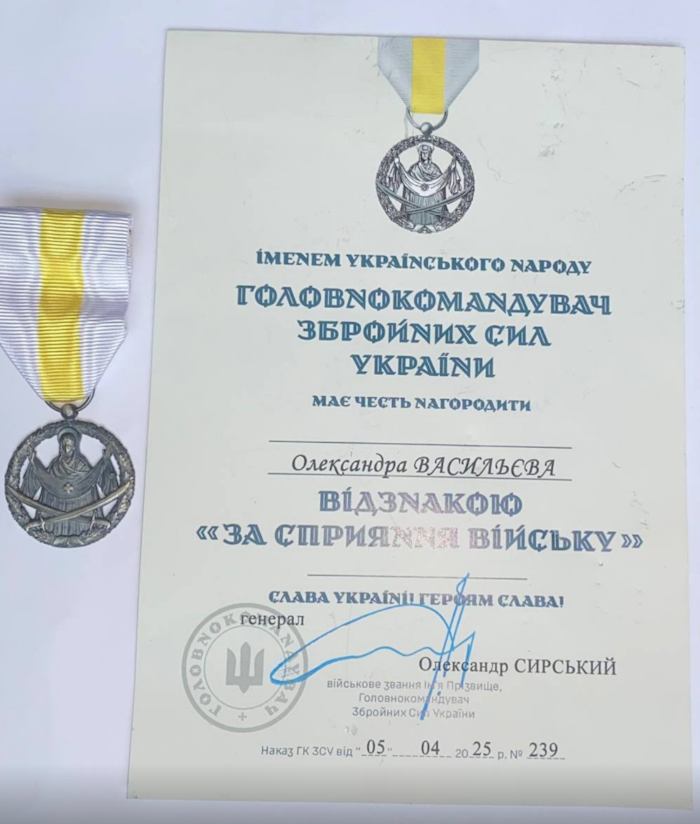 ІМЕНЕМ УКРАЇНСЬКОГО НАРОДУ
ГОЛОВНОКОМАНДУВАЧ
ЗБРОЙНИХ СИЛ
УКРАЇНИ
МАЄ ЧЕСТЬ НАГОРОДИТИ
Олександра ВАСИЛЬЄВА
ВІДЗНАКОЮ
«ЗА СПРИЯННЯ ВІЙСЬКУ»
СЛАВА УКРАЇНІ! ГЕРОЯМ СЛАВА!
генерал
ГОЛОВНОКОМАНДУВАЧ
Олександр СИРСЬКИЙ
військове звання Ім'я Прізвище,
Головнокомандувач
Збройних Сил України
Наказ ГК ЗСУ від "05" 04 2025 р. № 239